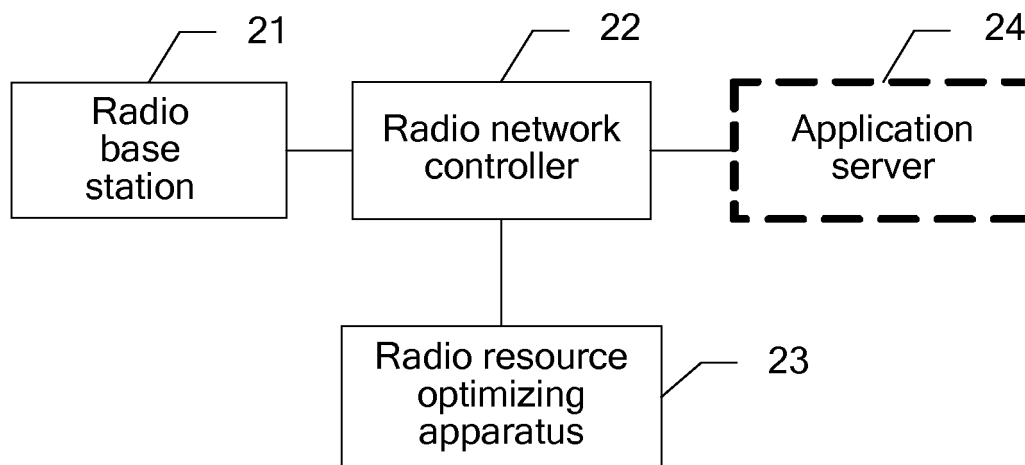 21
22
24
Radio
base
station
Radio network
controller
Application
server
Radio resource
optimizing
apparatus
23